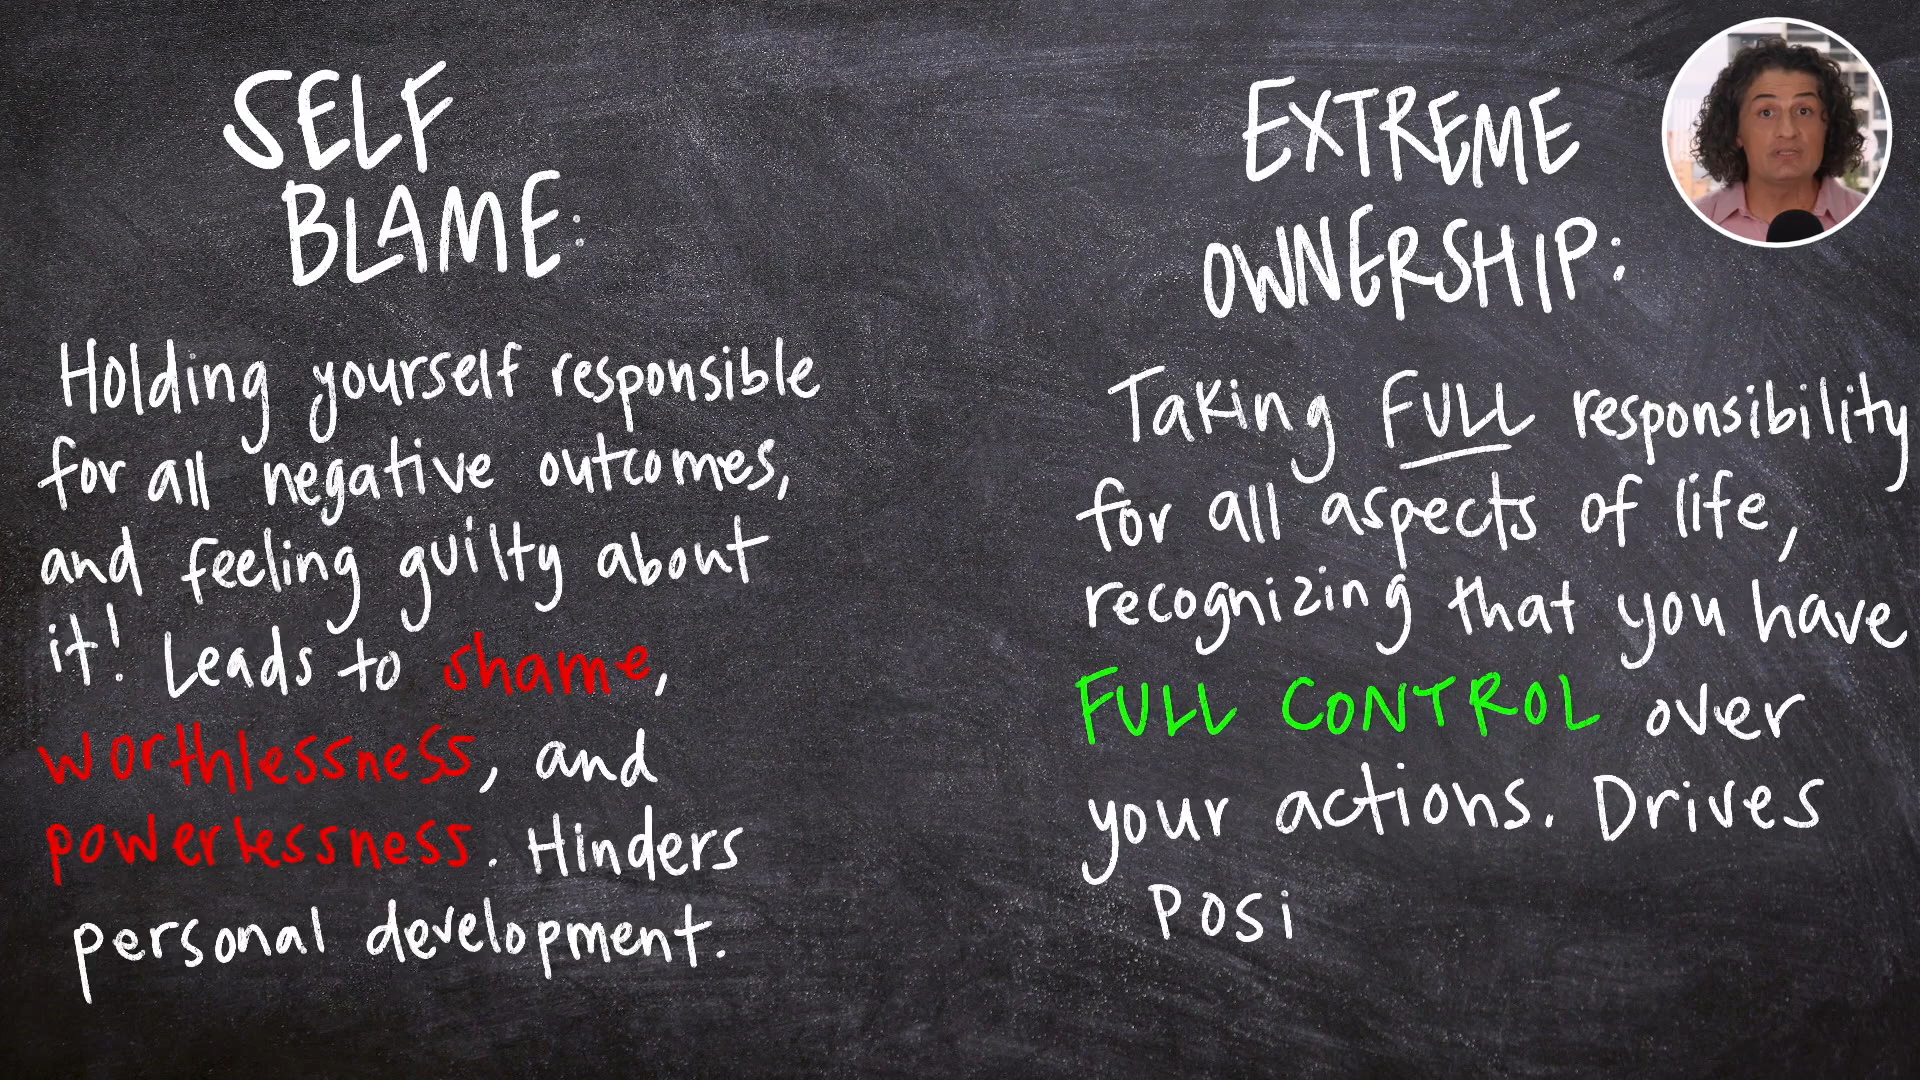 SELF
BLAME:
Holding yourself responsible
for all negative outcomes,
and feeling guilty about
it! Leads to shame,
worthlessness, and
powerlessness. Hinders
personal development.
EXTREME
OWNERSHIP:
Taking FULL responsibility
for all aspects of life,
recognizing that you have
FULL CONTROL over
your actions. Drives
Posi